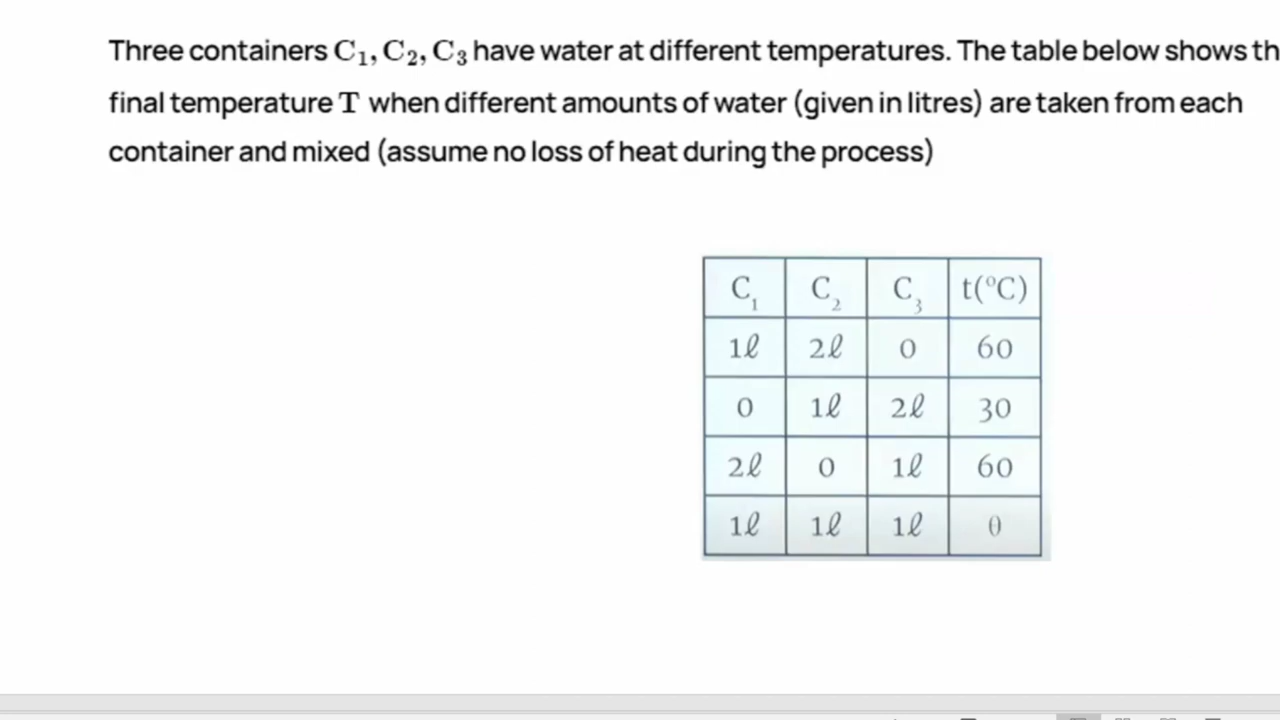 Three containers C₁, C₂, C₃ have water at different temperatures. The table below shows th
final temperature T when different amounts of water (given in litres) are taken from each
container and mixed (assume no loss of heat during the process)
C₁ C₂ C₃ t(°C)
1ℓ 2ℓ 0 60
0 1ℓ 2ℓ 30
2ℓ 0 1ℓ 60
1ℓ 1ℓ 1ℓ θ